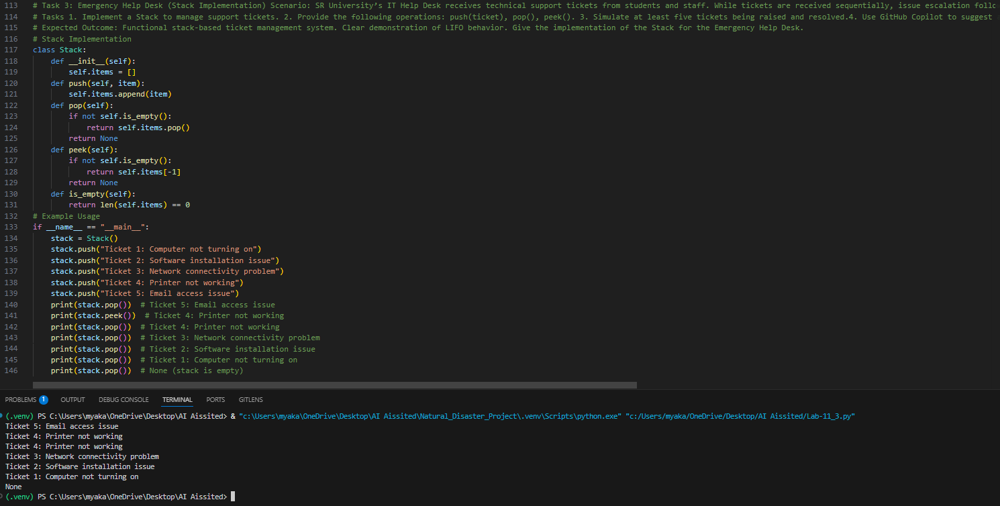 113 # Task 3: Emergency Help Desk (Stack Implementation) Scenario: SR University’s IT Help Desk receives technical support tickets from students and staff. While tickets are received sequentially, issue escalation follo
114 # Tasks 1. Implement a Stack to manage support tickets. 2. Provide the following operations: push(ticket), pop(), peek(). 3. Simulate at least five tickets being raised and resolved.4. Use GitHub Copilot to suggest
115 # Expected Outcome: Functional stack-based ticket management system. Clear demonstration of LIFO behavior. Give the implementation of the Stack for the Emergency Help Desk.
116 # Stack Implementation
117 class Stack:
118     def __init__(self):
119         self.items = []
120     def push(self, item):
121         self.items.append(item)
122     def pop(self):
123         if not self.is_empty():
124             return self.items.pop()
125         return None
126     def peek(self):
127         if not self.is_empty():
128             return self.items[-1]
129         return None
130     def is_empty(self):
131         return len(self.items) == 0
132 # Example Usage
133 if __name__ == "__main__":
134     stack = Stack()
135     stack.push("Ticket 1: Computer not turning on")
136     stack.push("Ticket 2: Software installation issue")
137     stack.push("Ticket 3: Network connectivity problem")
138     stack.push("Ticket 4: Printer not working")
139     stack.push("Ticket 5: Email access issue")
140     print(stack.pop())  # Ticket 5: Email access issue
141     print(stack.peek())  # Ticket 4: Printer not working
142     print(stack.pop())  # Ticket 4: Printer not working
143     print(stack.pop())  # Ticket 3: Network connectivity problem
144     print(stack.pop())  # Ticket 2: Software installation issue
145     print(stack.pop())  # Ticket 1: Computer not turning on
146     print(stack.pop())  # None (stack is empty)
PROBLEMS 1 OUTPUT DEBUG CONSOLE TERMINAL PORTS GITLENS
(.venv) PS C:\Users\myaka\OneDrive\Desktop\AI Aissited> & "c:\Users\myaka\OneDrive\Desktop\AI Aissited\Natural_Disaster_Project\.venv\Scripts\python.exe" "c:/Users/myaka/OneDrive/Desktop/AI Aissited/Lab-11_3.py"
Ticket 5: Email access issue
Ticket 4: Printer not working
Ticket 4: Printer not working
Ticket 3: Network connectivity problem
Ticket 2: Software installation issue
Ticket 1: Computer not turning on
None
(.venv) PS C:\Users\myaka\OneDrive\Desktop\AI Aissited>